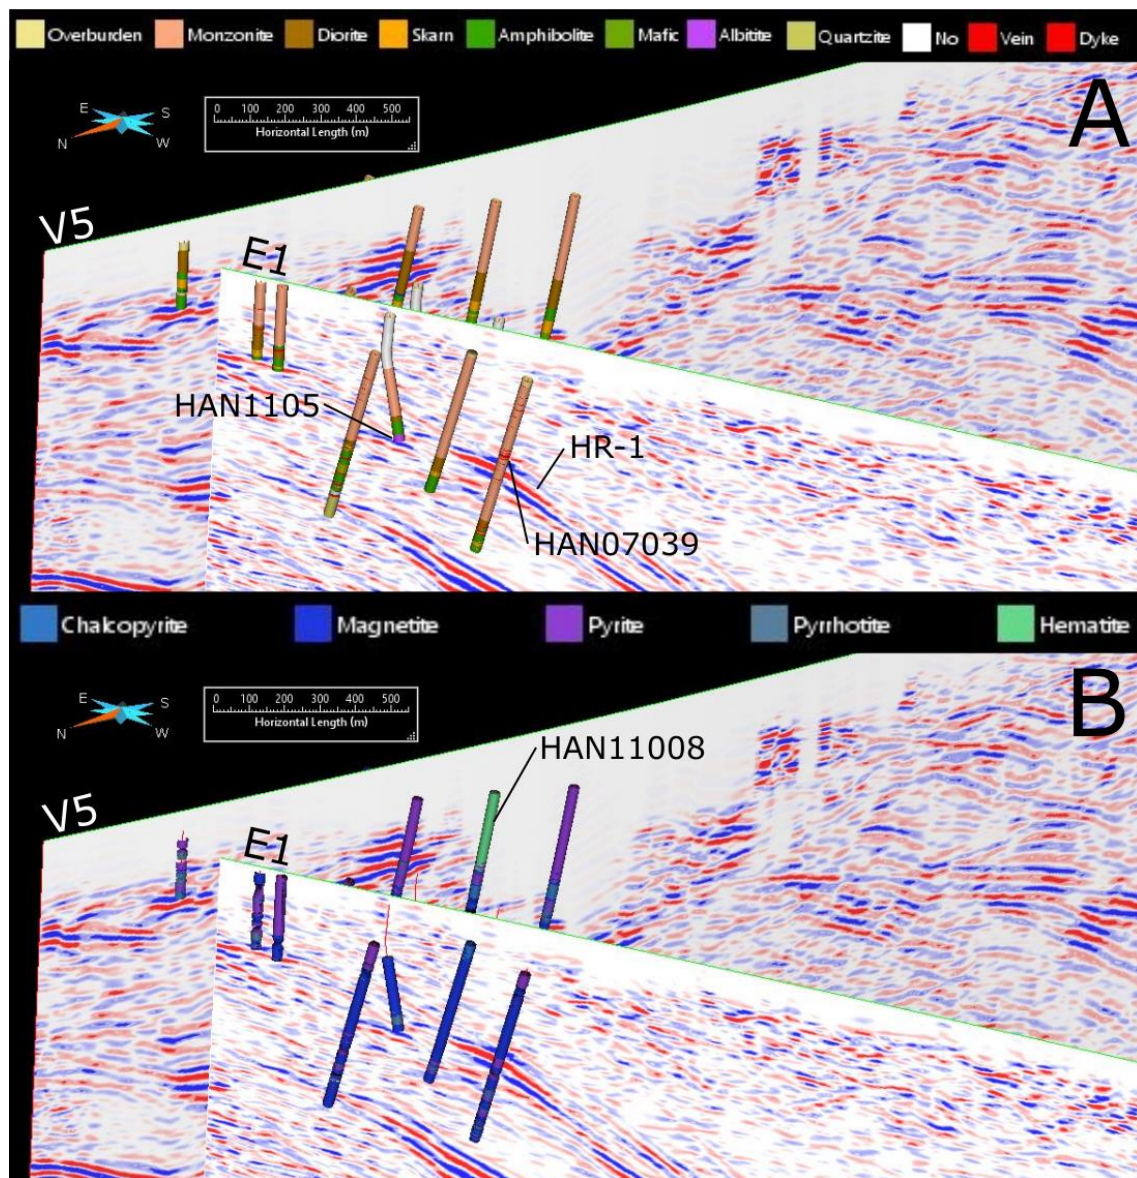 Overburden Monzonite Diorite Skarn Amphibolite Mafic Albitite Quartzite No Vein Dyke
A
E S
N W
0 100 200 300 400 500
Horizontal Length (m)
V5
E1
HAN1105
HR-1
HAN07039
Chalcopyrite Magnetite Pyrite Pyrrhotite Hematite
B
E S
N W
0 100 200 300 400 500
Horizontal Length (m)
HAN11008
V5
E1